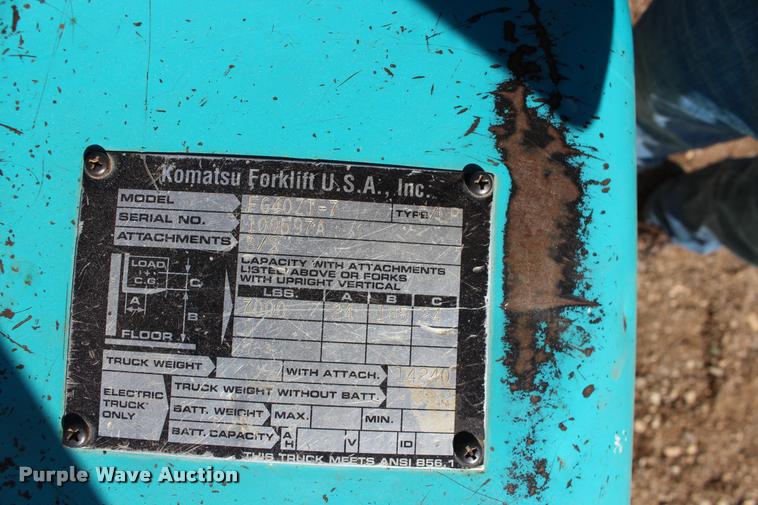 Komatsu Forklift U.S.A., Inc.
MODEL FG40ZT-7 TYPE LP
SERIAL NO. 100597A
ATTACHMENTS S/S
CAPACITY WITH ATTACHMENTS
LISTED ABOVE OR FORKS
WITH UPRIGHT VERTICAL
LOAD
C.G. C
A
B
FLOOR
LBS. A B C
7000 24
TRUCK WEIGHT WITH ATTACH. 14240
ELECTRIC
TRUCK
ONLY
TRUCK WEIGHT WITHOUT BATT.
BATT. WEIGHT MAX. MIN.
BATT. CAPACITY A H V ID
THIS TRUCK MEETS ANSI B56.1
Purple Wave Auction®